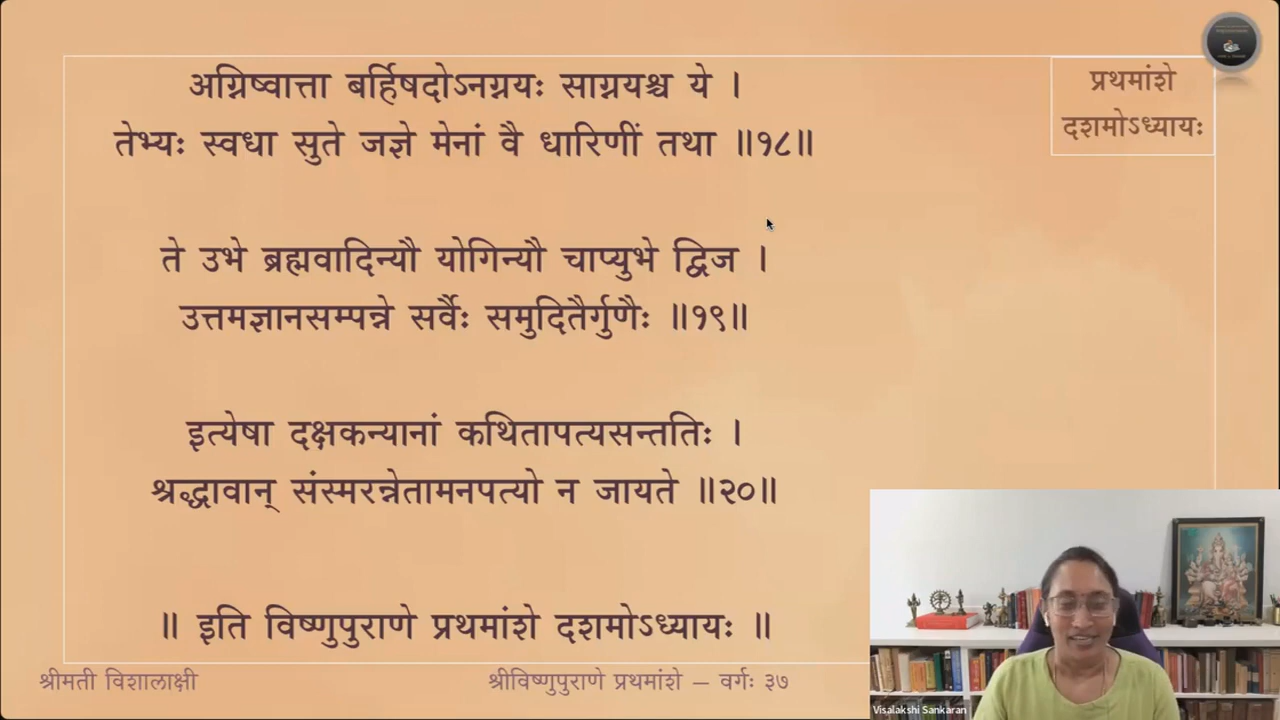 अग्निष्वात्ता बर्हिषदोऽनग्नयः साग्नयश्च ये ।
तेभ्यः स्वधा सुते जज्ञे मेनां वै धारिणीं तथा ॥१८॥
ते उभे ब्रह्मवादिन्यौ योगिन्यौ चाप्युभे द्विज ।
उत्तमज्ञानसम्पन्ने सर्वैः समुदितैर्गुणैः ॥१९॥
इत्येषा दक्षकन्यानां कथितापत्यसन्ततिः ।
श्रद्धावान् संस्मरन्नेतामनपत्यो न जायते ॥२०॥
॥ इति विष्णुपुराणे प्रथमांशे दशमोऽध्यायः ॥
प्रथमांशे
दशमोऽध्यायः
श्रीमती विशालाक्षी
श्रीविष्णुपुराणे प्रथमांशे – वर्गः ३७
Visalakshi Sankaran